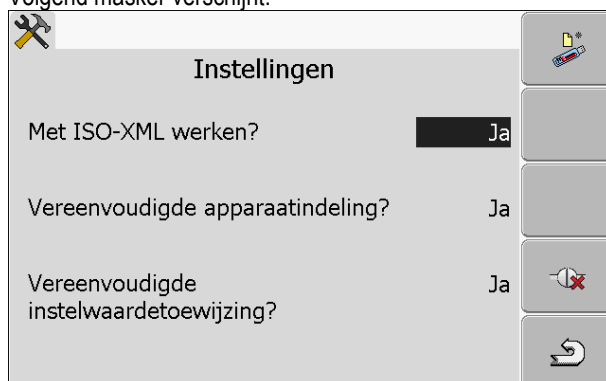 Volgend masker verschijnt:
Instellingen
Met ISO-XML werken? Ja
Vereenvoudigde apparaatindeling? Ja
Vereenvoudigde Ja
instelwaardetoewijzing?